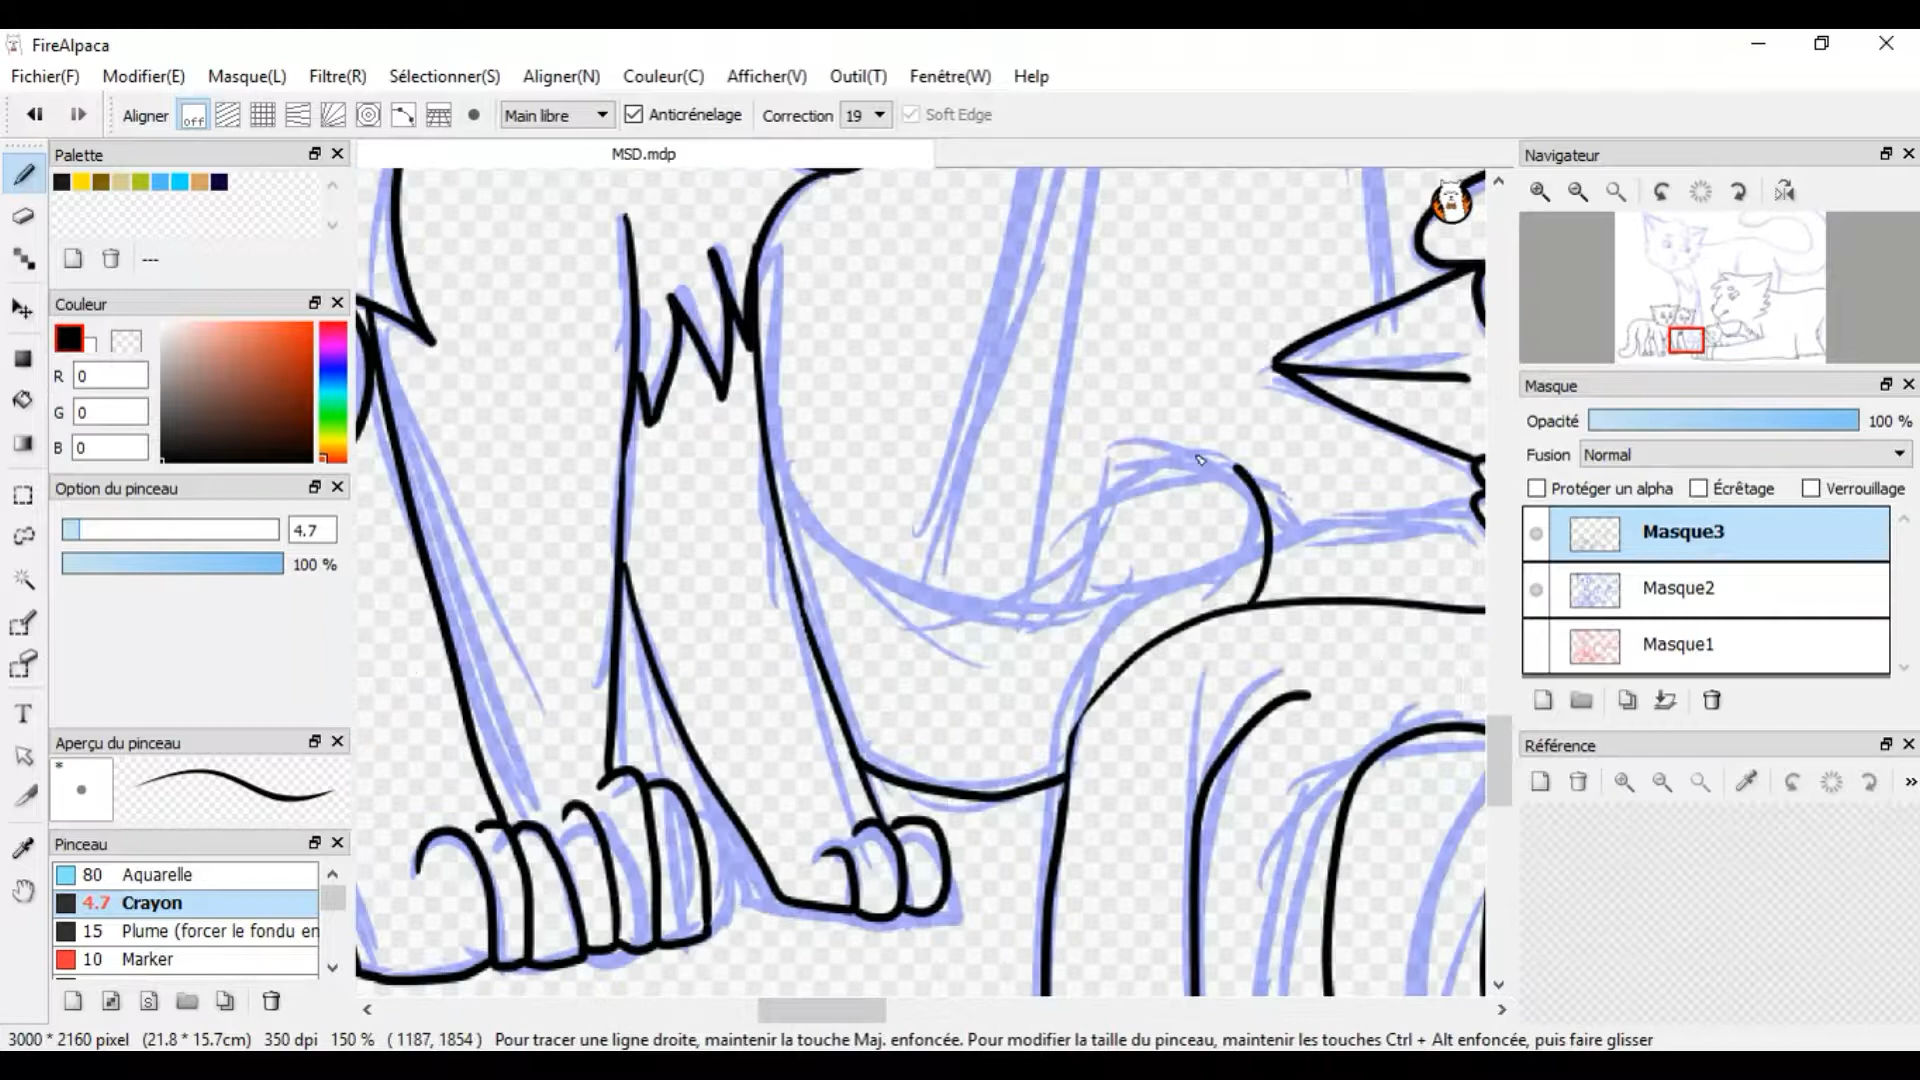 FireAlpaca
Fichier(F) Modifier(E) Masque(L) Filtre(R) Sélectionner(S) Aligner(N) Couleur(C) Afficher(V) Outil(T) Fenêtre(W) Help
Aligner off Main libre Anticrénelage Correction 19 Soft Edge
Palette
MSD.mdp
Navigateur
---
Couleur
R 0
G 0
B 0
Masque
Opacité 100 %
Fusion Normal
Protéger un alpha Écrêtage Verrouillage
Masque3
Masque2
Masque1
Option du pinceau
4.7
100 %
Aperçu du pinceau
*
Référence
»
Pinceau
80 Aquarelle
4.7 Crayon
15 Plume (forcer le fondu en
10 Marker
T
S
3000 * 2160 pixel (21.8 * 15.7cm) 350 dpi 150 % ( 1187, 1854 ) Pour tracer une ligne droite, maintenir la touche Maj. enfoncée. Pour modifier la taille du pinceau, maintenir les touches Ctrl + Alt enfoncée, puis faire glisser